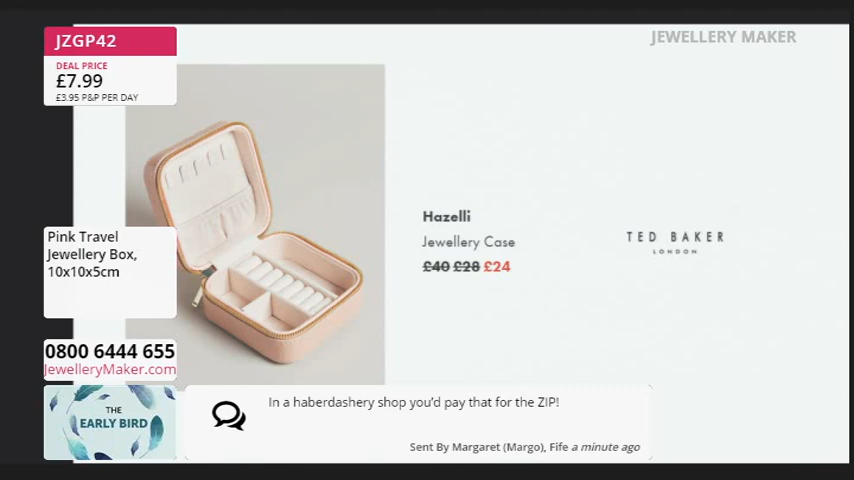 JZGP42
DEAL PRICE
£7.99
£3.95 P&P PER DAY
JEWELLERY MAKER
Hazelli
Jewellery Case
£40 £28 £24
TED BAKER
LONDON
Pink Travel
Jewellery Box,
10x10x5cm
0800 6444 655
JewelleryMaker.com
THE
EARLY BIRD
In a haberdashery shop you'd pay that for the ZIP!
Sent By Margaret (Margo), Fife a minute ago